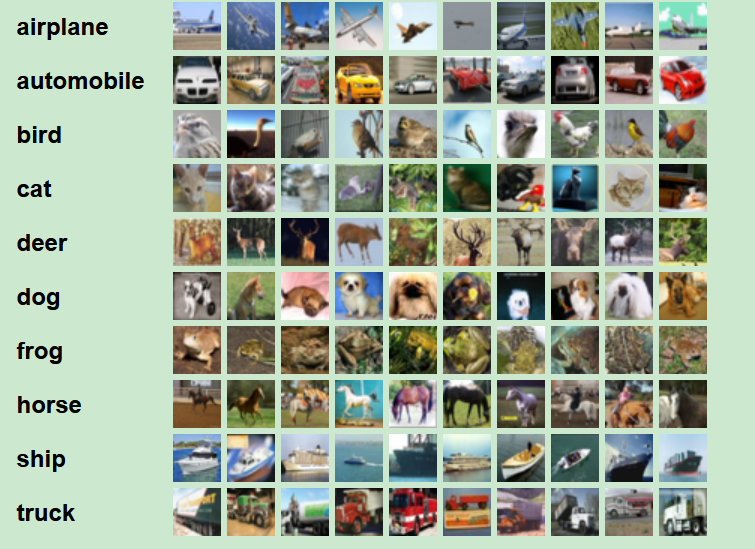 airplane
automobile
bird
cat
deer
dog
frog
horse
ship
truck